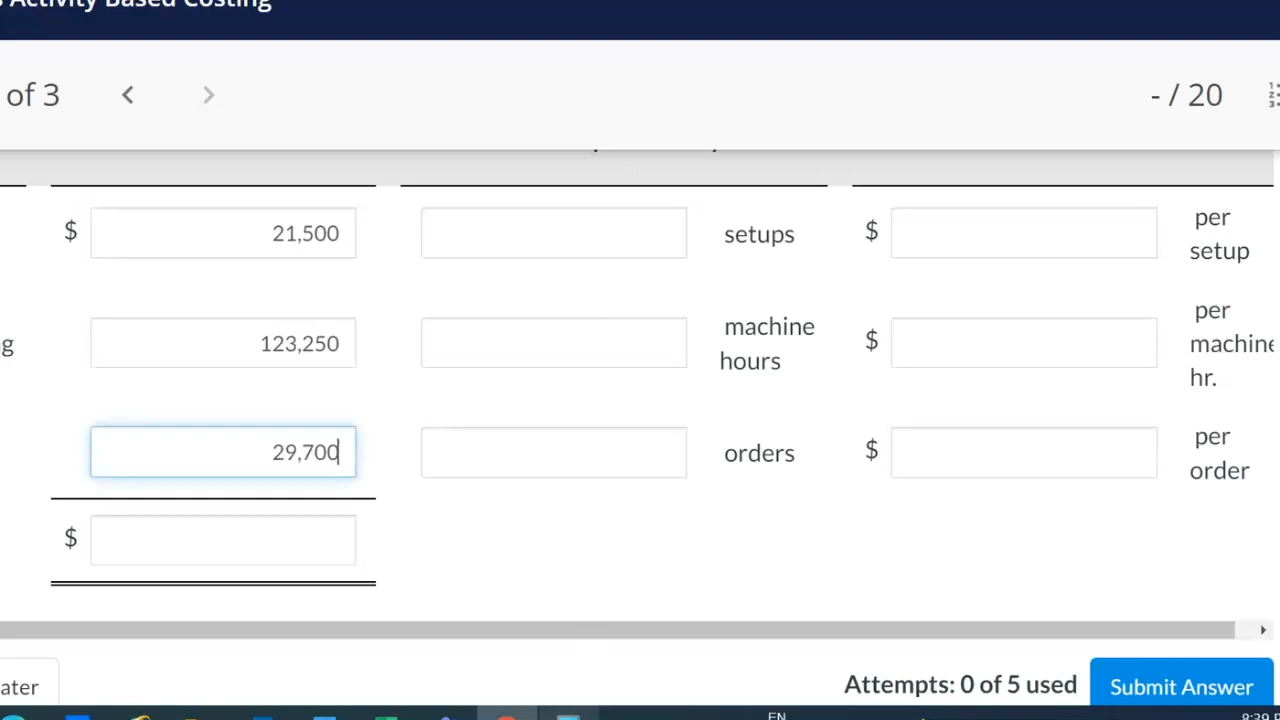 Activity Based Costing
of 3
- / 20
$ 21,500 setups $ per setup
g 123,250 machine hours $ per machine hr.
29,700 orders $ per order
$
ater Attempts: 0 of 5 used Submit Answer
EN